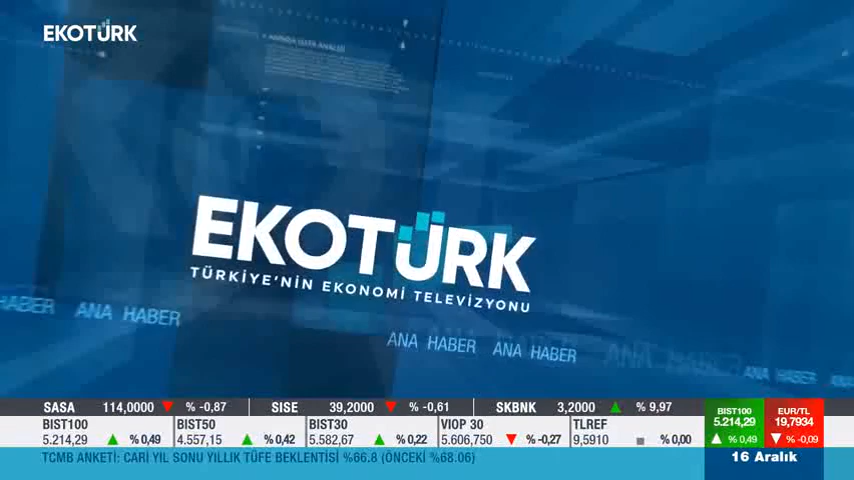 EKOTÜRK
EKOTÜRK
TÜRKİYE'NİN EKONOMİ TELEVİZYONU
HABER ANA HABER
ANA HABER ANA HABER
ANA HABER
SASA 114,0000 ▼ % -0,87 SISE 39,2000 ▼ % -0,61 SKBNK 3,2000 ▲ % 9,97
BIST100 BIST50 BIST30 VIOP 30 TLREF
5.214,29 ▲ % 0,49 4.557,15 ▲ % 0,42 5.582,67 ▲ % 0,22 5.606,750 ▼ % -0,27 9,5910 ■ % 0,00
BIST100
5.214,29
▲ % 0,49
EUR/TL
19,7934
▼ % -0,09
TCMB ANKETİ: CARİ YIL SONU YILLIK TÜFE BEKLENTİSİ %66.8 (ÖNCEKİ %68.06)
16 Aralık